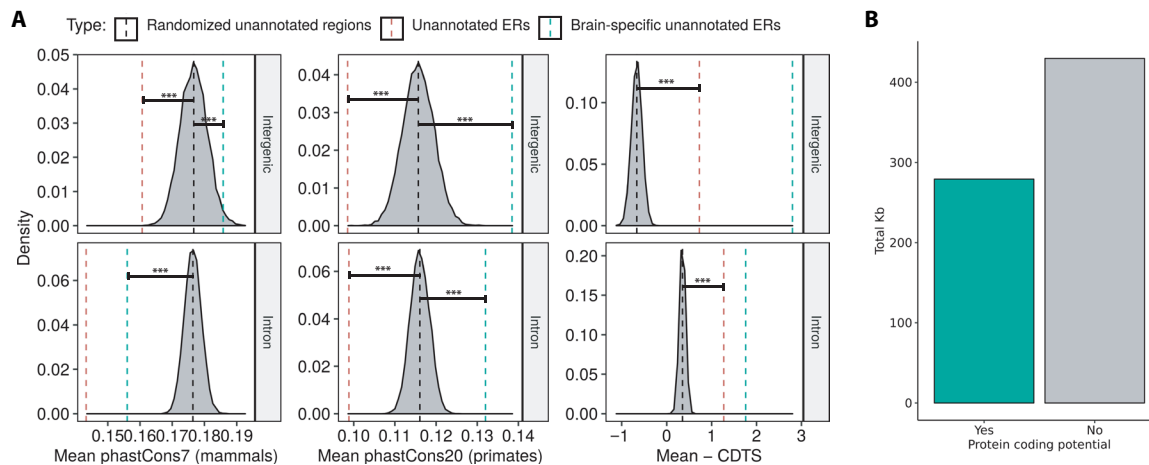 A
Type: Randomized unannotated regions Unannotated ERs Brain-specific unannotated ERs
Density
0.05
0.04
0.03
0.02
0.01
0.00
***
***
Intergenic
0.04
0.03
0.02
0.01
0.00
***
***
Intergenic
0.10
0.05
0.00
***
Intergenic
0.06
0.04
0.02
0.00
***
Intron
0.06
0.04
0.02
0.00
***
***
Intron
0.20
0.15
0.10
0.05
0.00
***
Intron
0.150 0.160 0.170 0.180 0.19
0.10 0.11 0.12 0.13 0.14
−1 0 1 2 3
Mean phastCons7 (mammals)
Mean phastCons20 (primates)
Mean − CDTS
B
Total Kb
400
300
200
100
0
Yes No
Protein coding potential